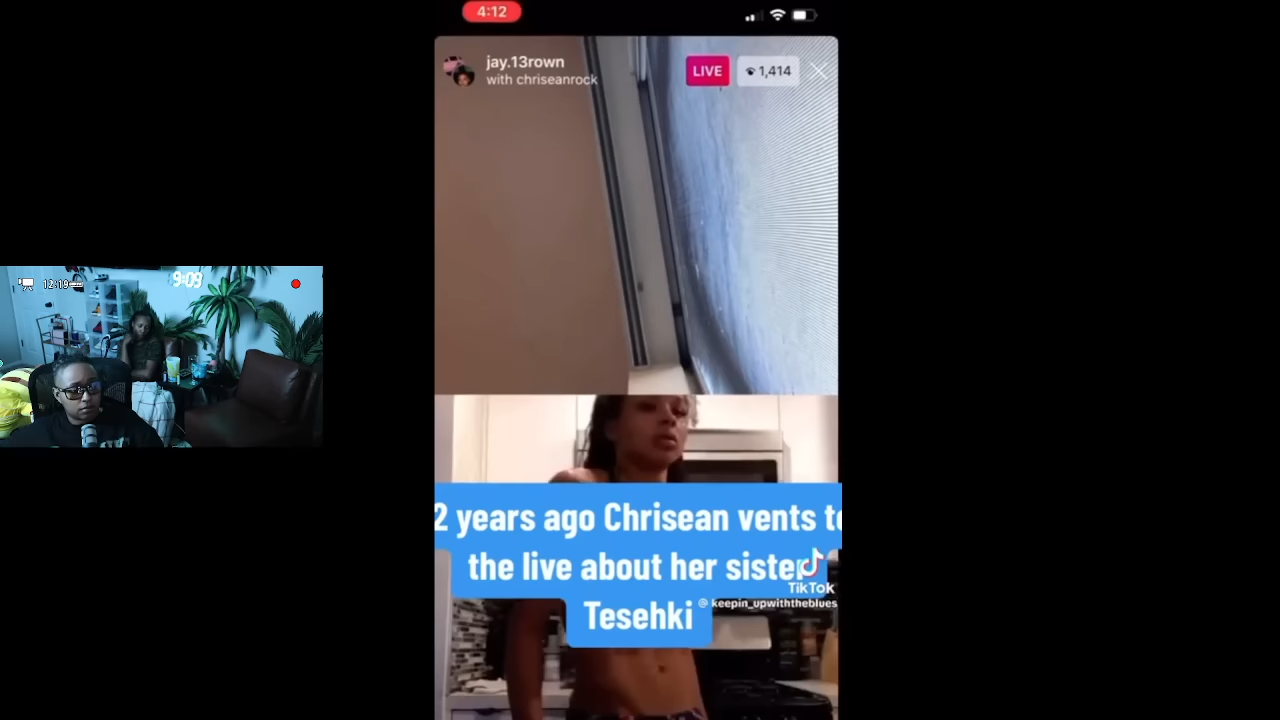 4:12
jay.13rown
with chriseanrock
LIVE
1,414
12:19
9:09
2 years ago Chrisean vents to
the live about her sister
Tesehki
TikTok
@ keepin_upwiththeblues